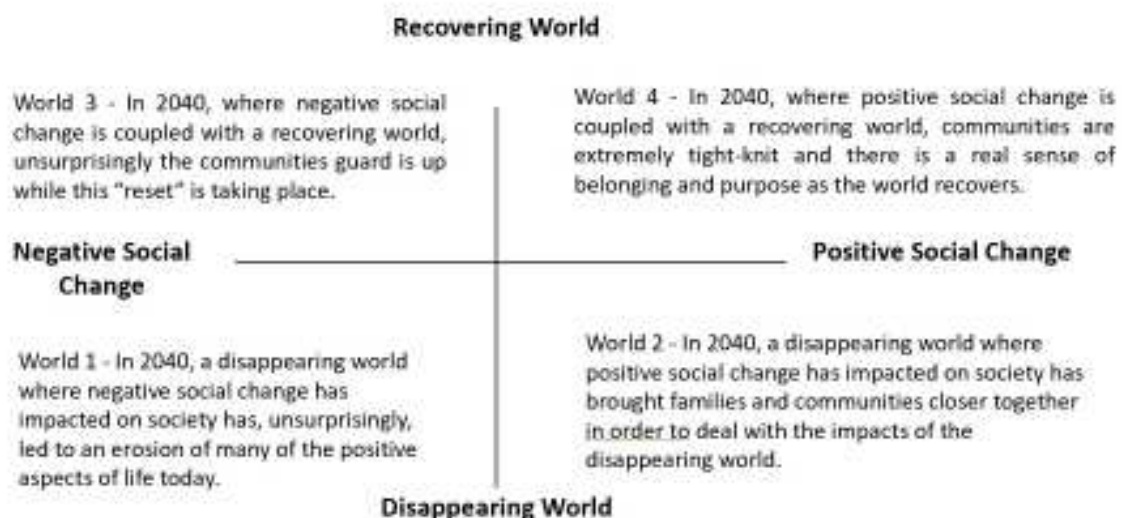 Recovering World
World 3 - In 2040, where negative social
change is coupled with a recovering world,
unsurprisingly the communities guard is up
while this "reset" is taking place.
World 4 - In 2040, where positive social change is
coupled with a recovering world, communities are
extremely tight-knit and there is a real sense of
belonging and purpose as the world recovers.
Negative Social
Change
Positive Social Change
World 1 - In 2040, a disappearing world
where negative social change has
impacted on society has, unsurprisingly,
led to an erosion of many of the positive
aspects of life today.
World 2 - In 2040, a disappearing world where
positive social change has impacted on society has
brought families and communities closer together
in order to deal with the impacts of the
disappearing world.
Disappearing World